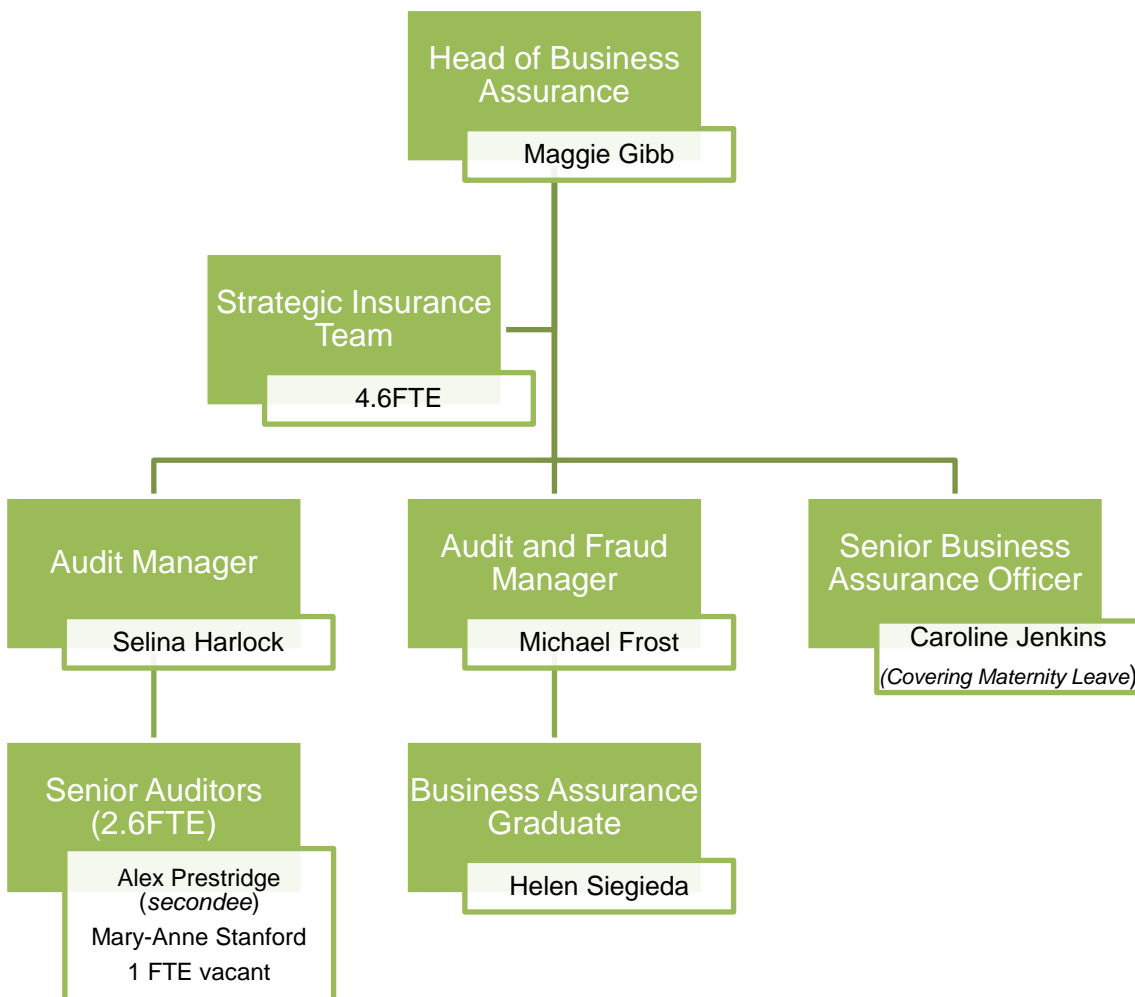 Head of Business
Assurance
Maggie Gibb
Strategic Insurance
Team
4.6FTE
Audit Manager
Selina Harlock
Audit and Fraud
Manager
Michael Frost
Senior Business
Assurance Officer
Caroline Jenkins
(Covering Maternity Leave)
Senior Auditors
(2.6FTE)
Alex Prestridge
(secondee)
Mary-Anne Stanford
1 FTE vacant
Business Assurance
Graduate
Helen Siegieda